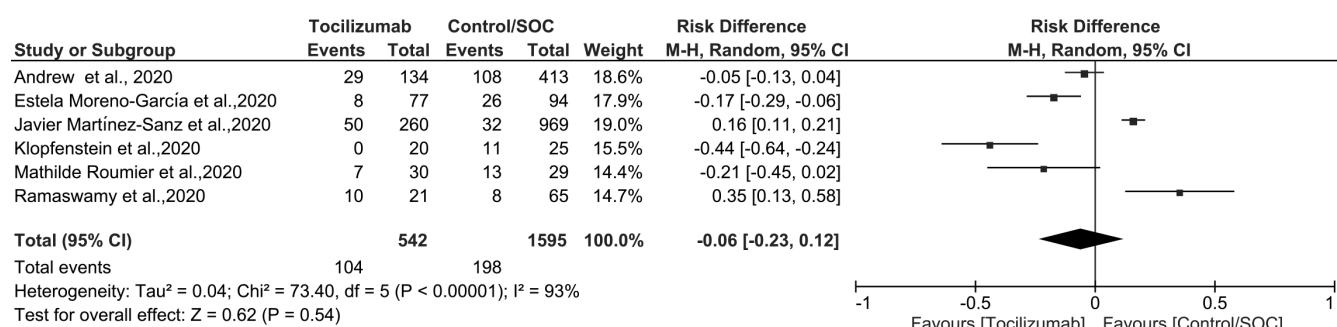 Tocilizumab Control/SOC Risk Difference Risk Difference
Study or Subgroup Events Total Events Total Weight M-H, Random, 95% CI M-H, Random, 95% CI
Andrew et al., 2020 29 134 108 413 18.6% -0.05 [-0.13, 0.04]
Estela Moreno-García et al.,2020 8 77 26 94 17.9% -0.17 [-0.29, -0.06]
Javier Martínez-Sanz et al.,2020 50 260 32 969 19.0% 0.16 [0.11, 0.21]
Klopfenstein et al.,2020 0 20 11 25 15.5% -0.44 [-0.64, -0.24]
Mathilde Roumier et al.,2020 7 30 13 29 14.4% -0.21 [-0.45, 0.02]
Ramaswamy et al.,2020 10 21 8 65 14.7% 0.35 [0.13, 0.58]
Total (95% CI) 542 1595 100.0% -0.06 [-0.23, 0.12]
Total events 104 198
Heterogeneity: Tau² = 0.04; Chi² = 73.40, df = 5 (P < 0.00001); I² = 93%
Test for overall effect: Z = 0.62 (P = 0.54)
-1 -0.5 0 0.5 1
Favours [Tocilizumab] Favours [Control/SOC]